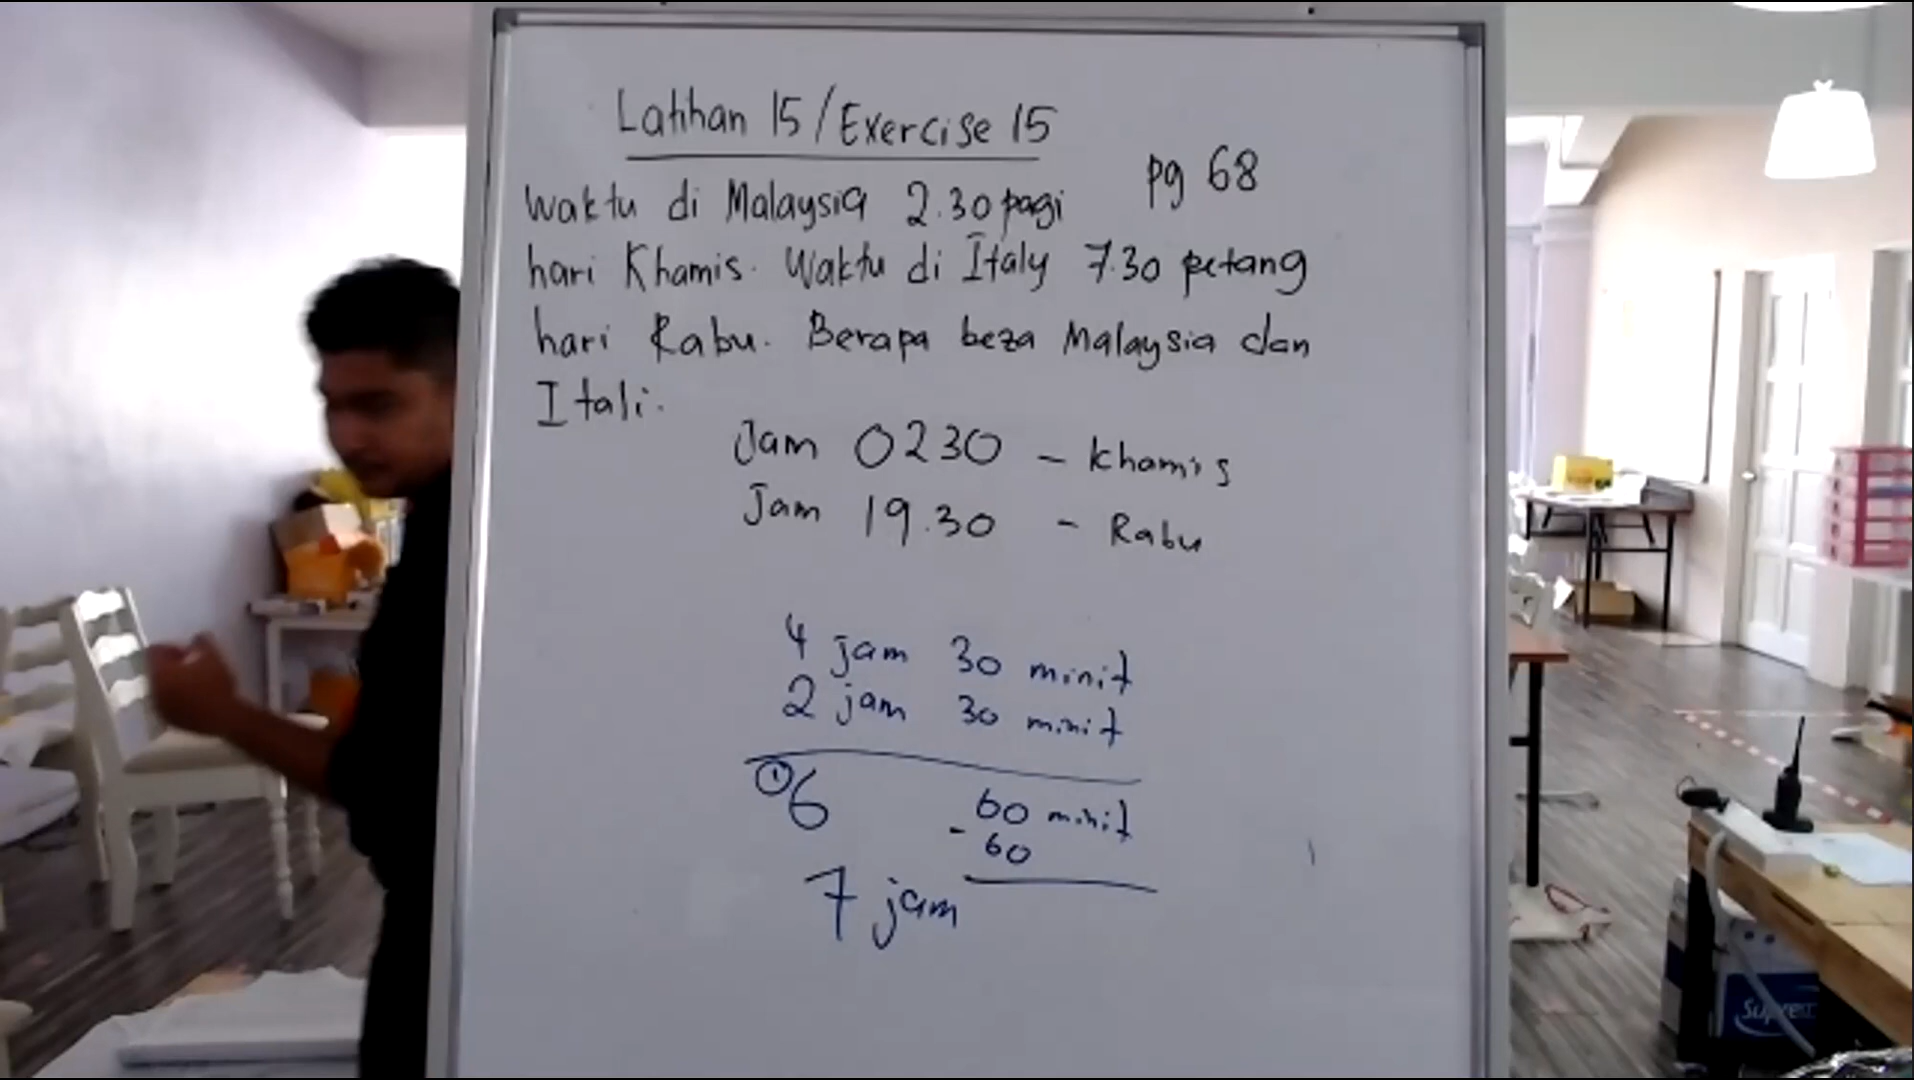 Latihan 15/Exercise 15
pg 68
Waktu di Malaysia 2.30 pagi
hari Khamis. Waktu di Italy 7.30 petang
hari Rabu. Berapa beza Malaysia dan
Itali.
Jam 0230 - Khamis
Jam 19.30 - Rabu
4 jam 30 minit
2 jam 30 minit
1 6 60 minit
- 60
7 jam